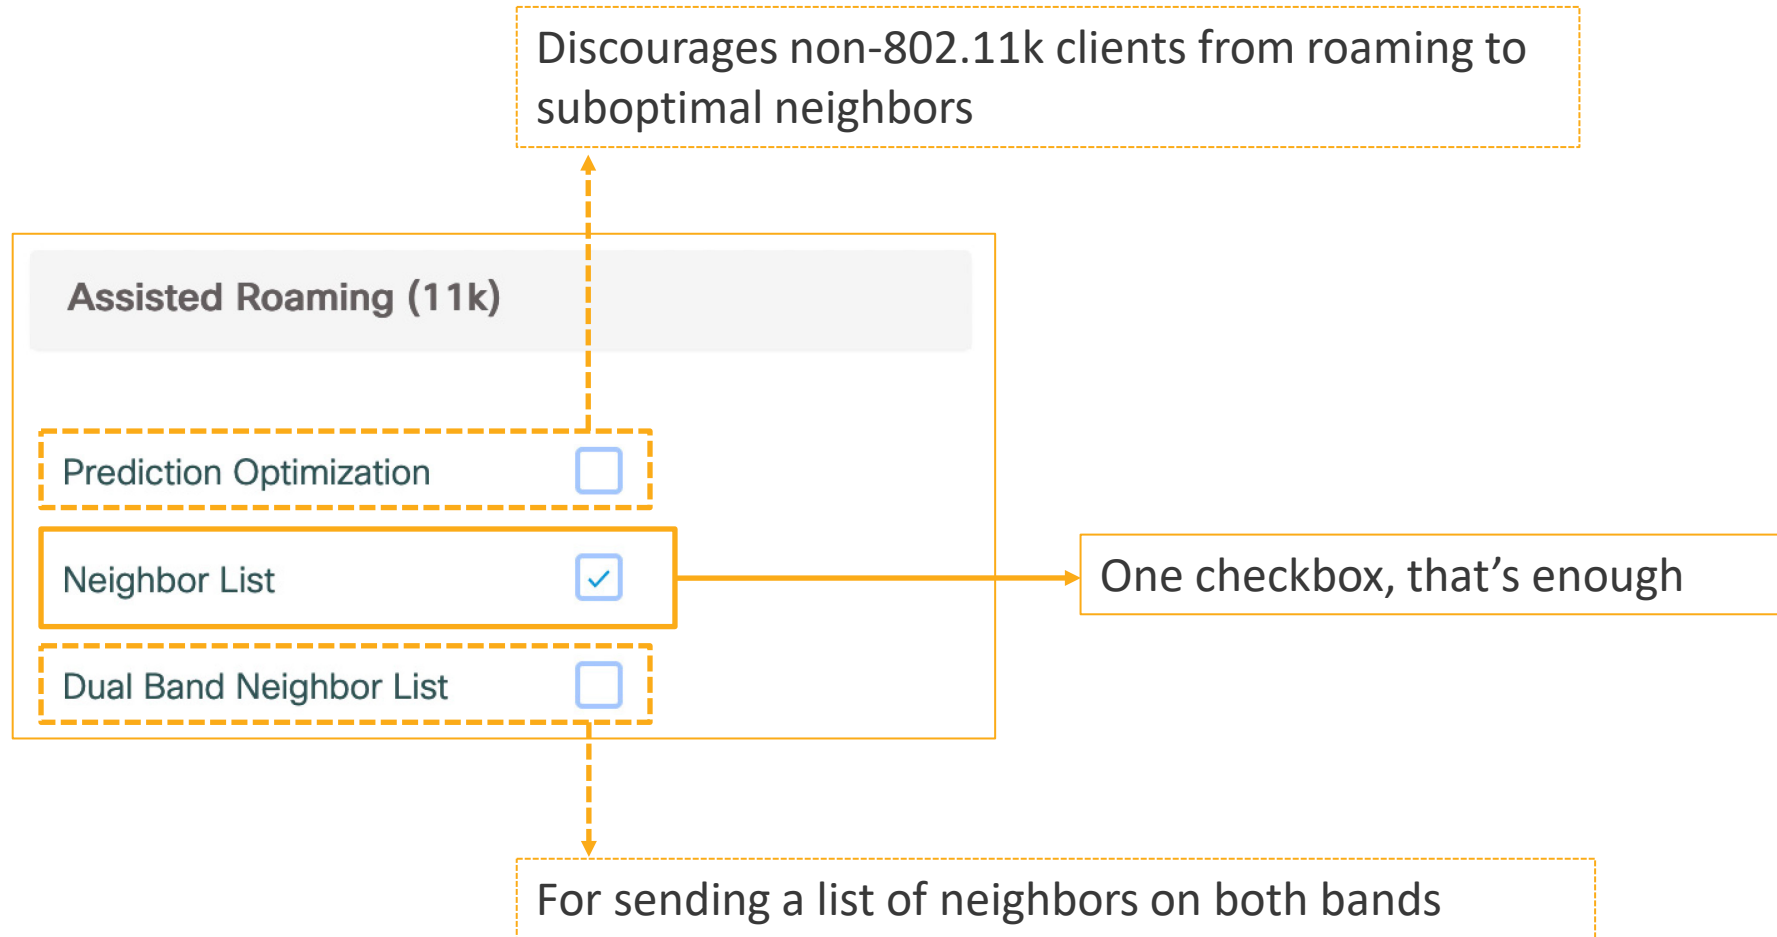 Discourages non-802.11k clients from roaming to
suboptimal neighbors
Assisted Roaming (11k)
Prediction Optimization
Neighbor List
One checkbox, that’s enough
Dual Band Neighbor List
For sending a list of neighbors on both bands